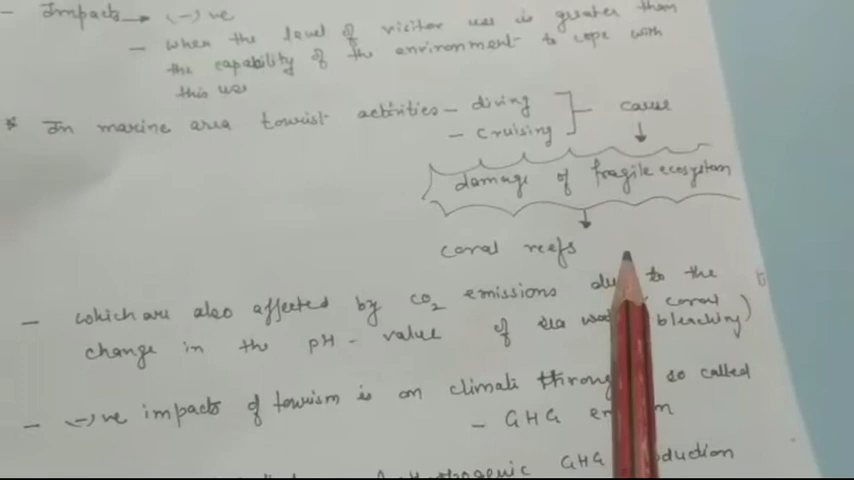 - Impacts → (-)ve
- when the level of visitor use is greater than
the capability of the environment to cope with
this use
* In marine area tourist activities - diving
- cruising
cause
damage of fragile ecosystem
coral reefs
- which are also affected by CO2 emissions due to the
change in the pH - value of sea coral
bleaching)
- (-)ve impacts of tourism is on climate so called
- GHG
GHG